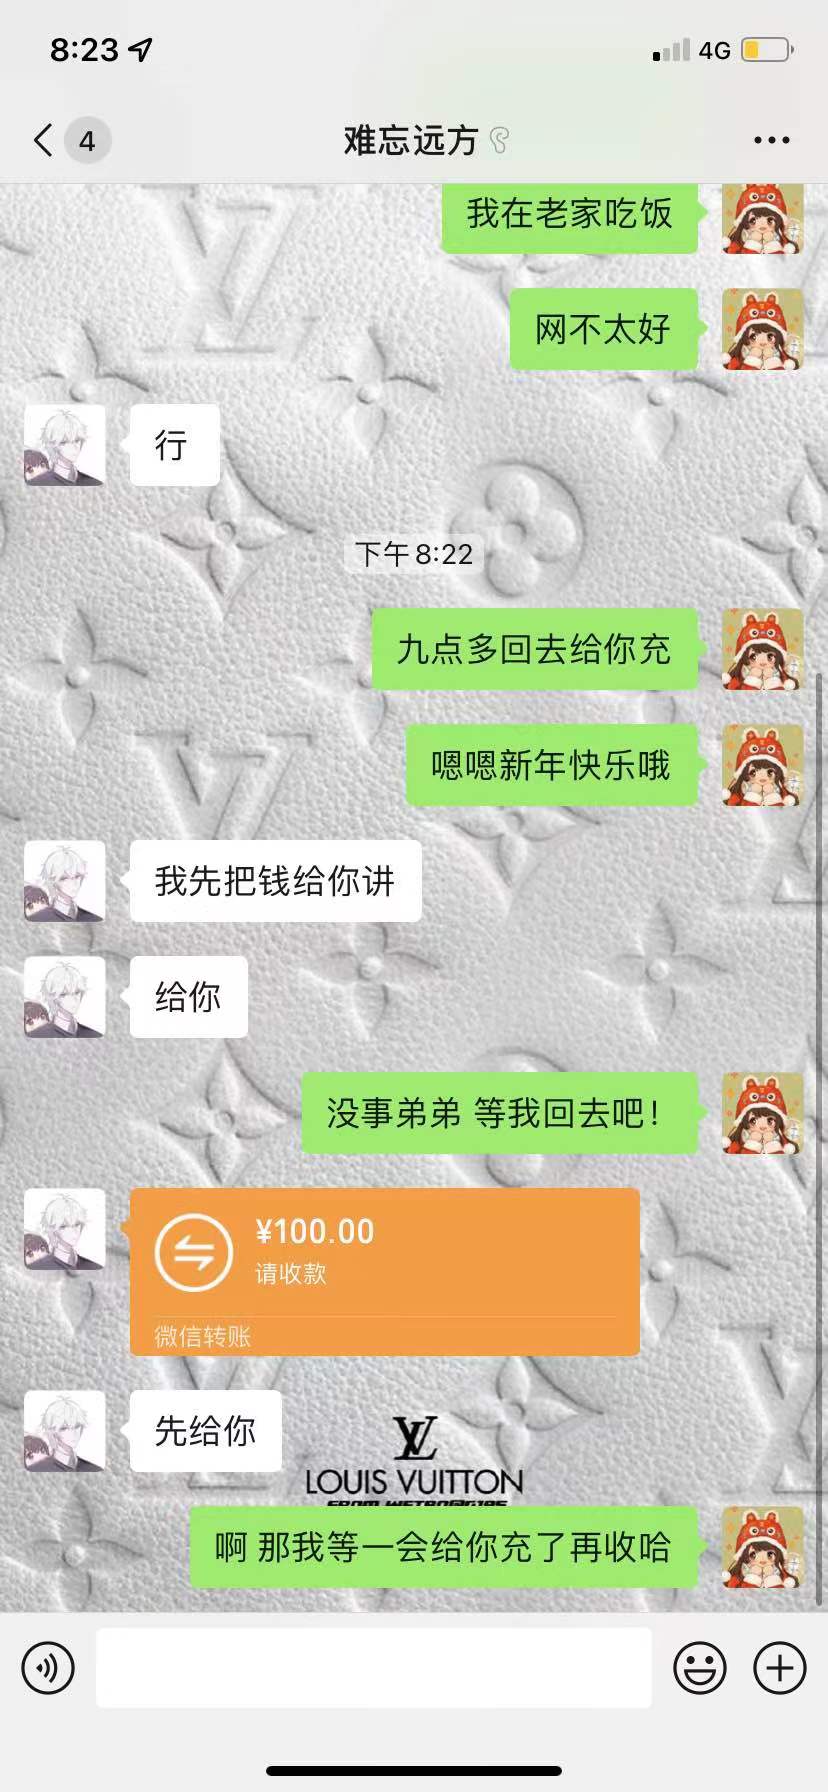 8:23
4G
4
难忘远方
我在老家吃饭
网不太好
行
下午8:22
九点多回去给你充
嗯嗯新年快乐哦
我先把钱给你讲
给你
没事弟弟 等我回去吧!
¥100.00
请收款
微信转账
先给你
LOUIS VUITTON
啊 那我等一会给你充了再收哈